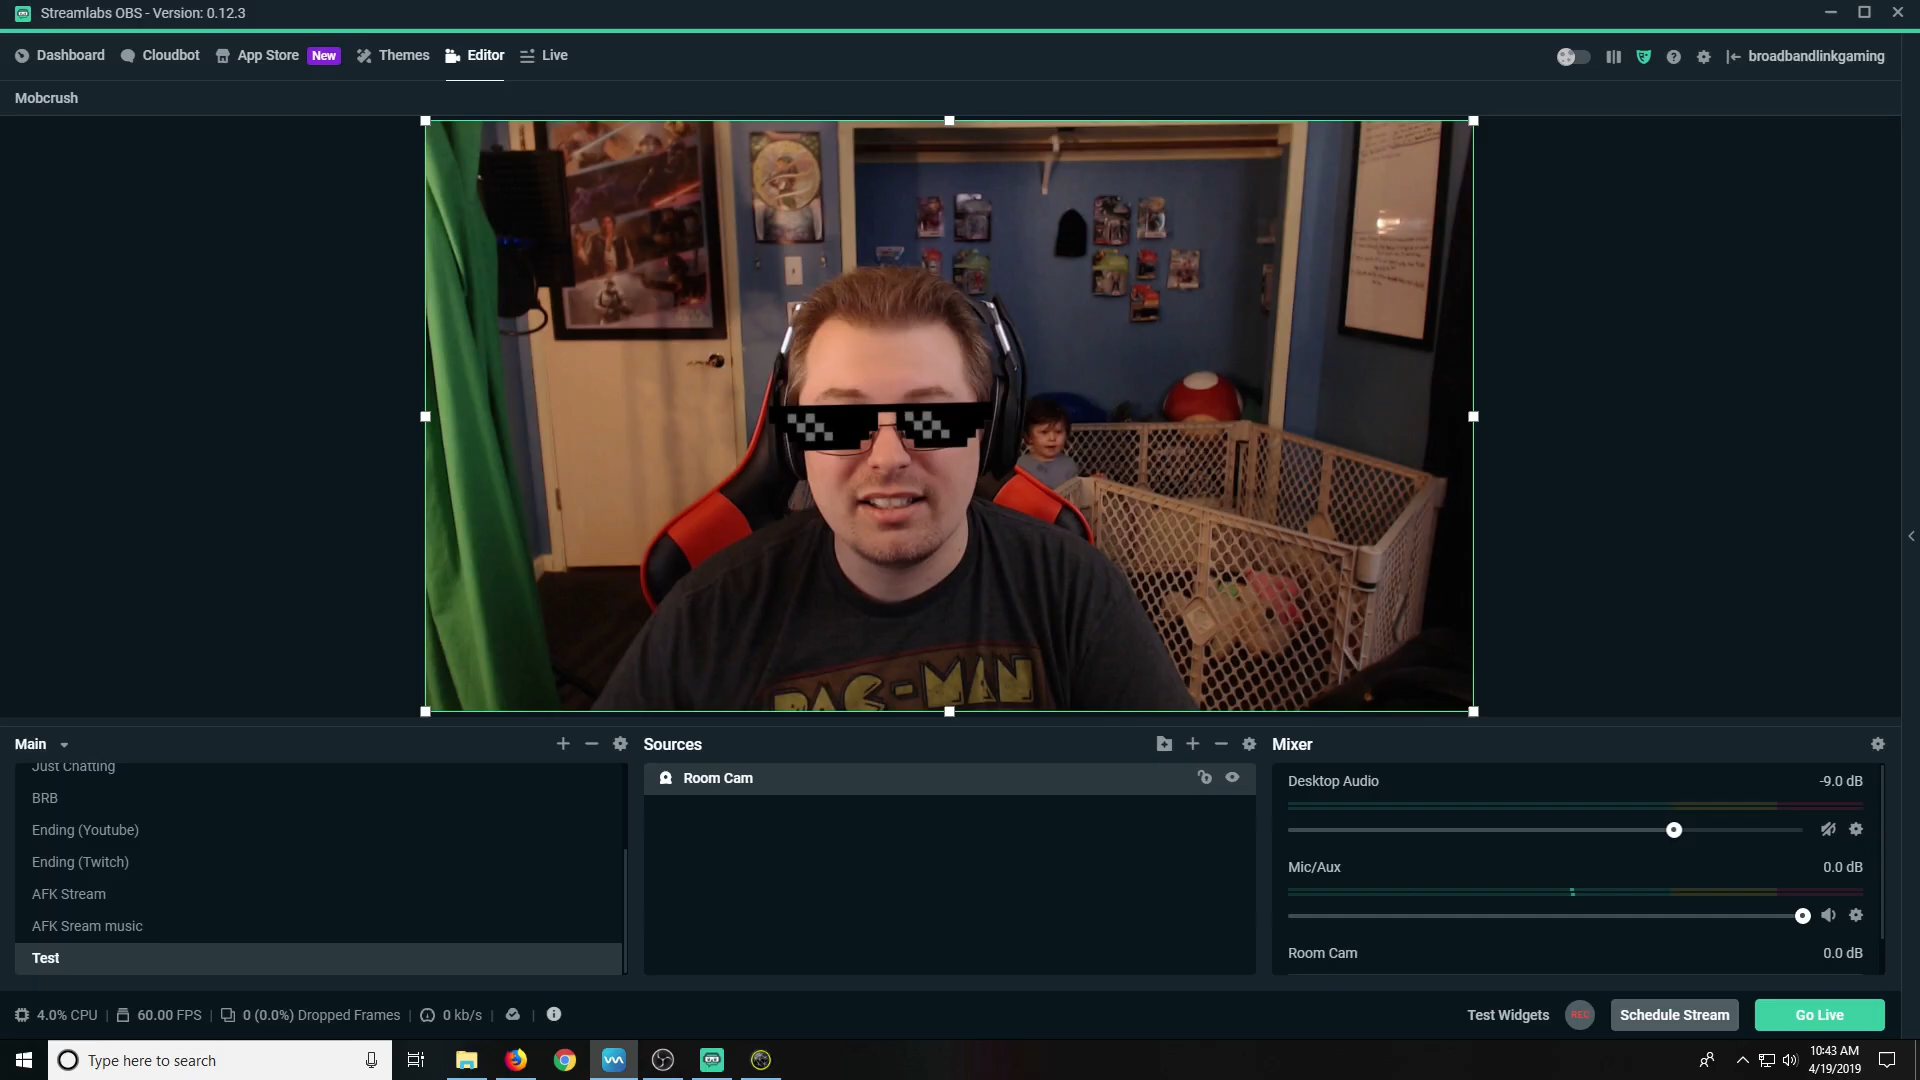 Streamlabs OBS - Version: 0.12.3
Dashboard
Cloudbot
App Store
New
Themes
Editor
Live
broadbandlinkgaming
Mobcrush
PAC-MAN
Main
Just Chatting
BRB
Ending (Youtube)
Ending (Twitch)
AFK Stream
AFK Sream music
Test
Sources
Room Cam
Mixer
Desktop Audio
-9.0 dB
Mic/Aux
0.0 dB
Room Cam
0.0 dB
4.0% CPU
60.00 FPS
0 (0.0%) Dropped Frames
0 kb/s
Test Widgets
REC
Schedule Stream
Go Live
Type here to search
10:43 AM
4/19/2019